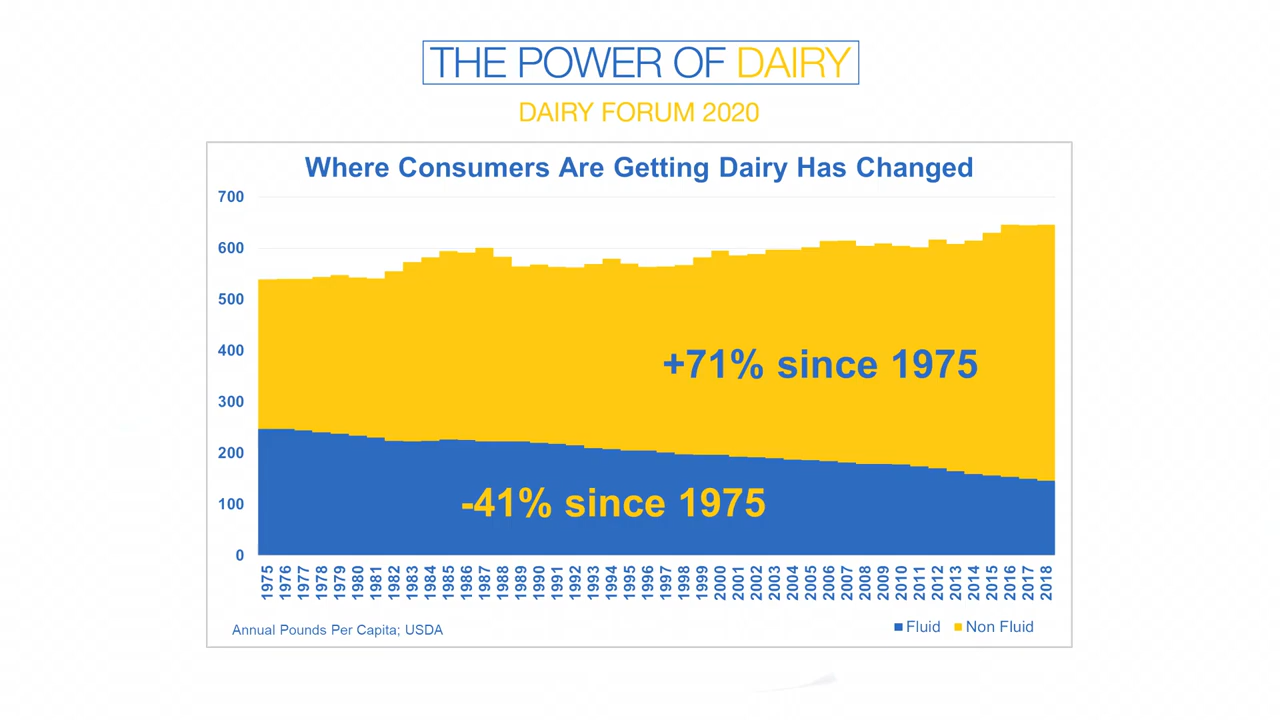 THE POWER OF DAIRY
DAIRY FORUM 2020
Where Consumers Are Getting Dairy Has Changed
700
600
500
400
300
200
100
0
+71% since 1975
-41% since 1975
1975 1976 1977 1978 1979 1980 1981 1982 1983 1984 1985 1986 1987 1988 1989 1990 1991 1992 1993 1994 1995 1996 1997 1998 1999 2000 2001 2002 2003 2004 2005 2006 2007 2008 2009 2010 2011 2012 2013 2014 2015 2016 2017 2018
Annual Pounds Per Capita; USDA
Fluid Non Fluid